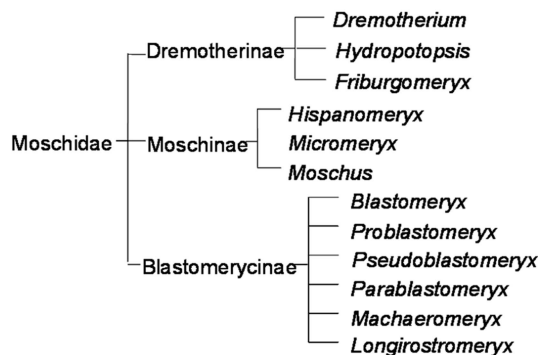 Moschidae
Dremotherinae
Dremotherium
Hydropotopsis
Friburgomeryx
Moschinae
Hispanomeryx
Micromeryx
Moschus
Blastomerycinae
Blastomeryx
Problastomeryx
Pseudoblastomeryx
Parablastomeryx
Machaeromeryx
Longirostromeryx